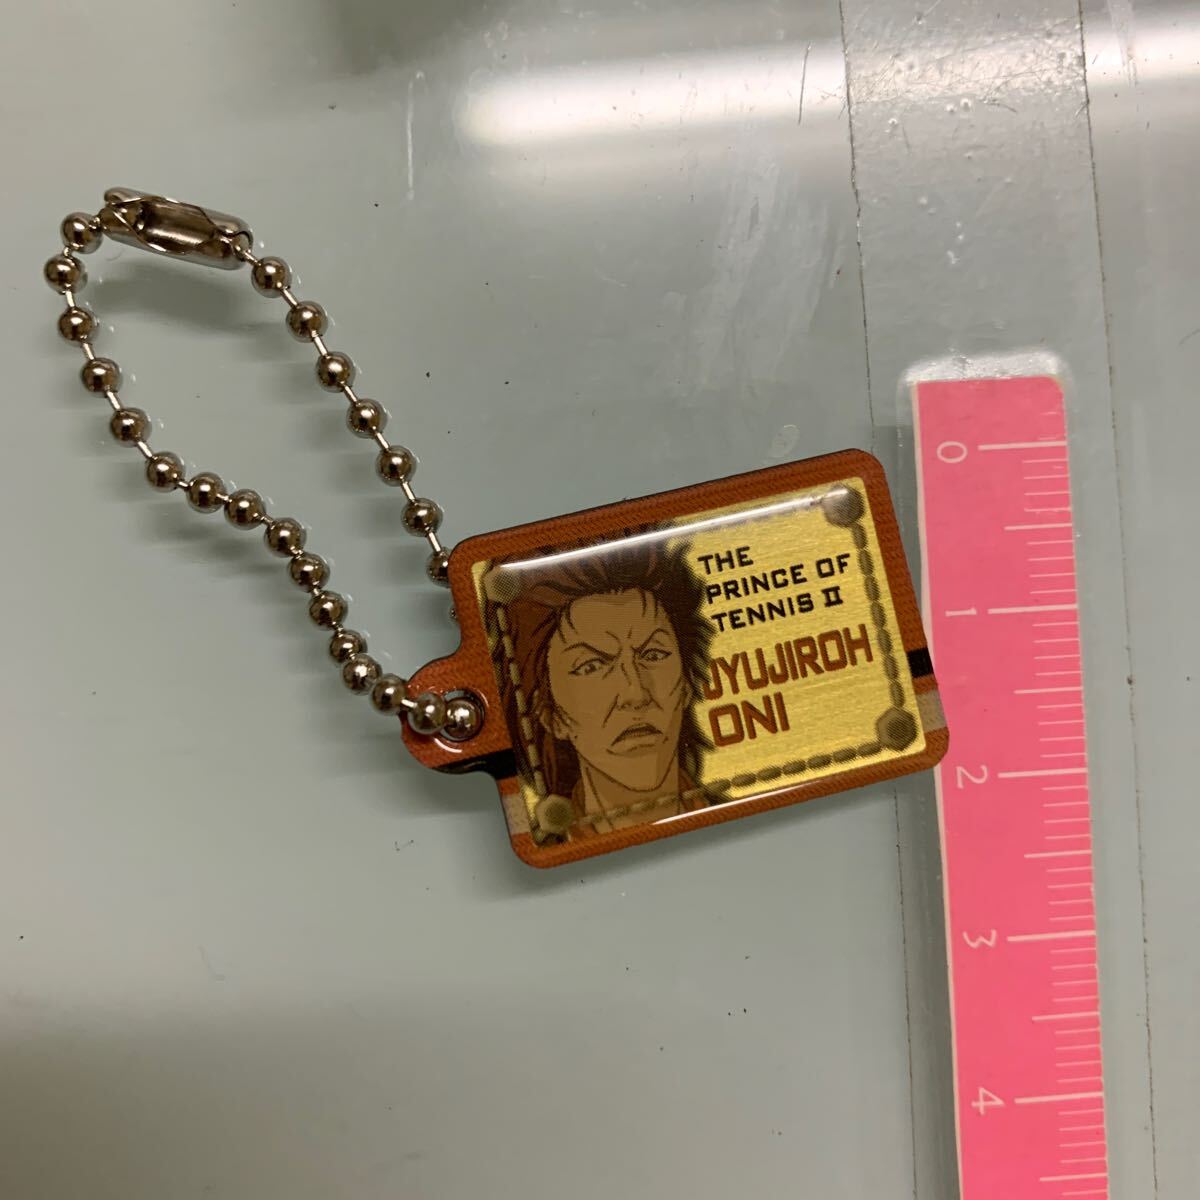 THE
PRINCE OF
TENNIS II
JYUJIROH
ONI
0
1
2
3
4